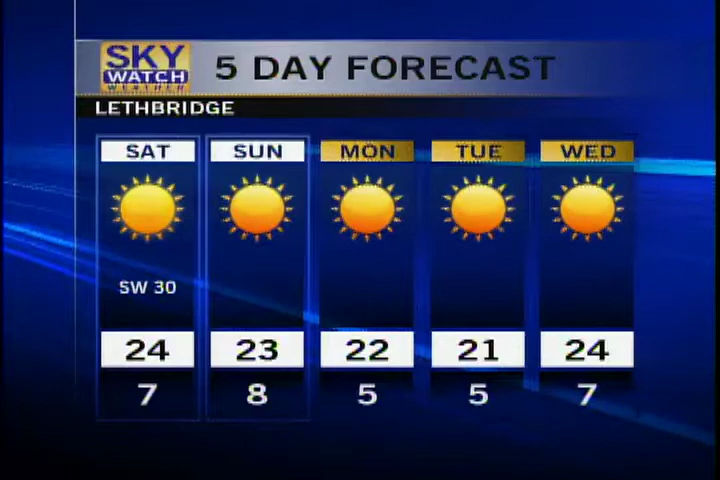 SKY
WATCH
WEATHER
5 DAY FORECAST
LETHBRIDGE
SAT SUN MON TUE WED
SW 30
24 23 22 21 24
7 8 5 5 7